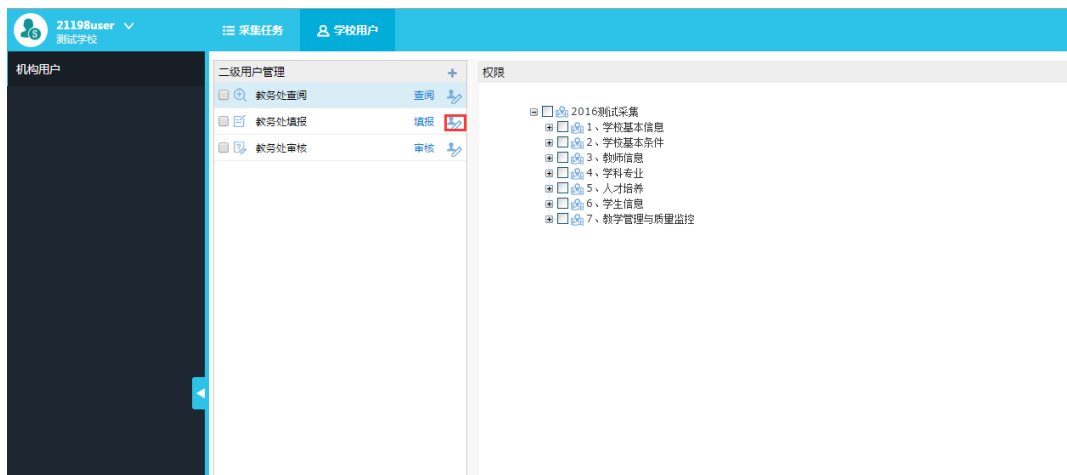 21198user
测试学校
采集任务
学校用户
机构用户
二级用户管理
+
教务处查阅 查阅
教务处填报 填报
教务处审核 审核
权限
2016测试采集
1、学校基本信息
2、学校基本条件
3、教师信息
4、学科专业
5、人才培养
6、学生信息
7、教学管理与质量监控